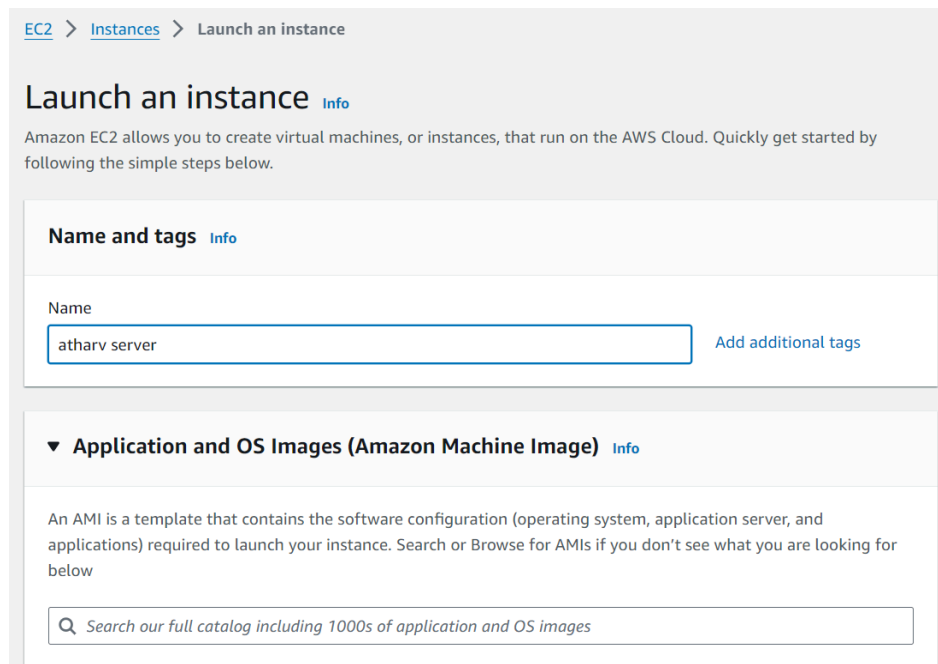 EC2 > Instances > Launch an instance
Launch an instance Info
Amazon EC2 allows you to create virtual machines, or instances, that run on the AWS Cloud. Quickly get started by
following the simple steps below.
Name and tags Info
Name
atharv server Add additional tags
Application and OS Images (Amazon Machine Image) Info
An AMI is a template that contains the software configuration (operating system, application server, and
applications) required to launch your instance. Search or Browse for AMIs if you don’t see what you are looking for
below
Search our full catalog including 1000s of application and OS images